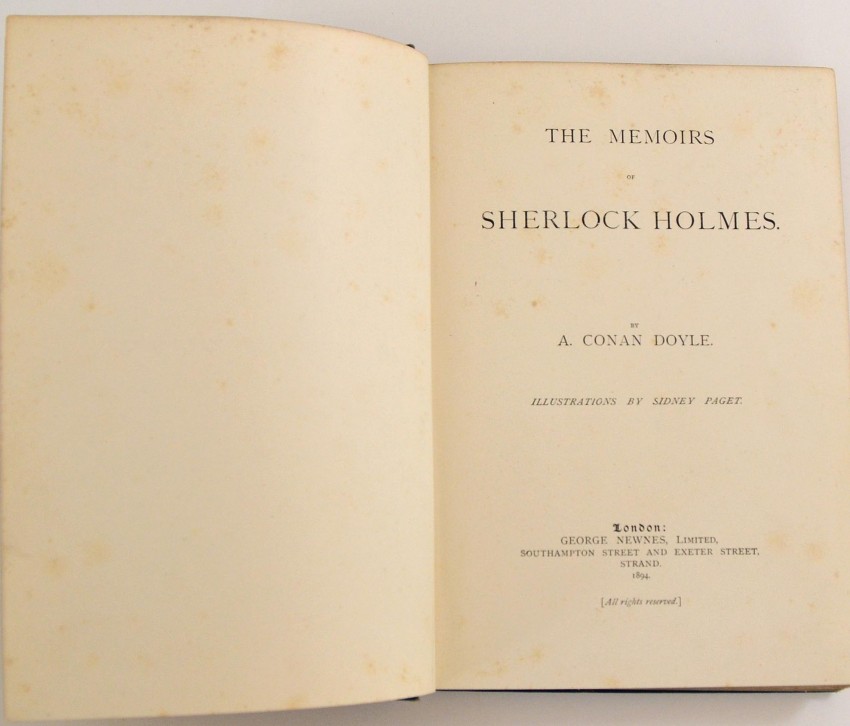 THE MEMOIRS
OF
SHERLOCK HOLMES.
BY
A. CONAN DOYLE.
ILLUSTRATIONS BY SIDNEY PAGET.
London:
GEORGE NEWNES, LIMITED,
SOUTHAMPTON STREET AND EXETER STREET,
STRAND.
1894.
[All rights reserved.]